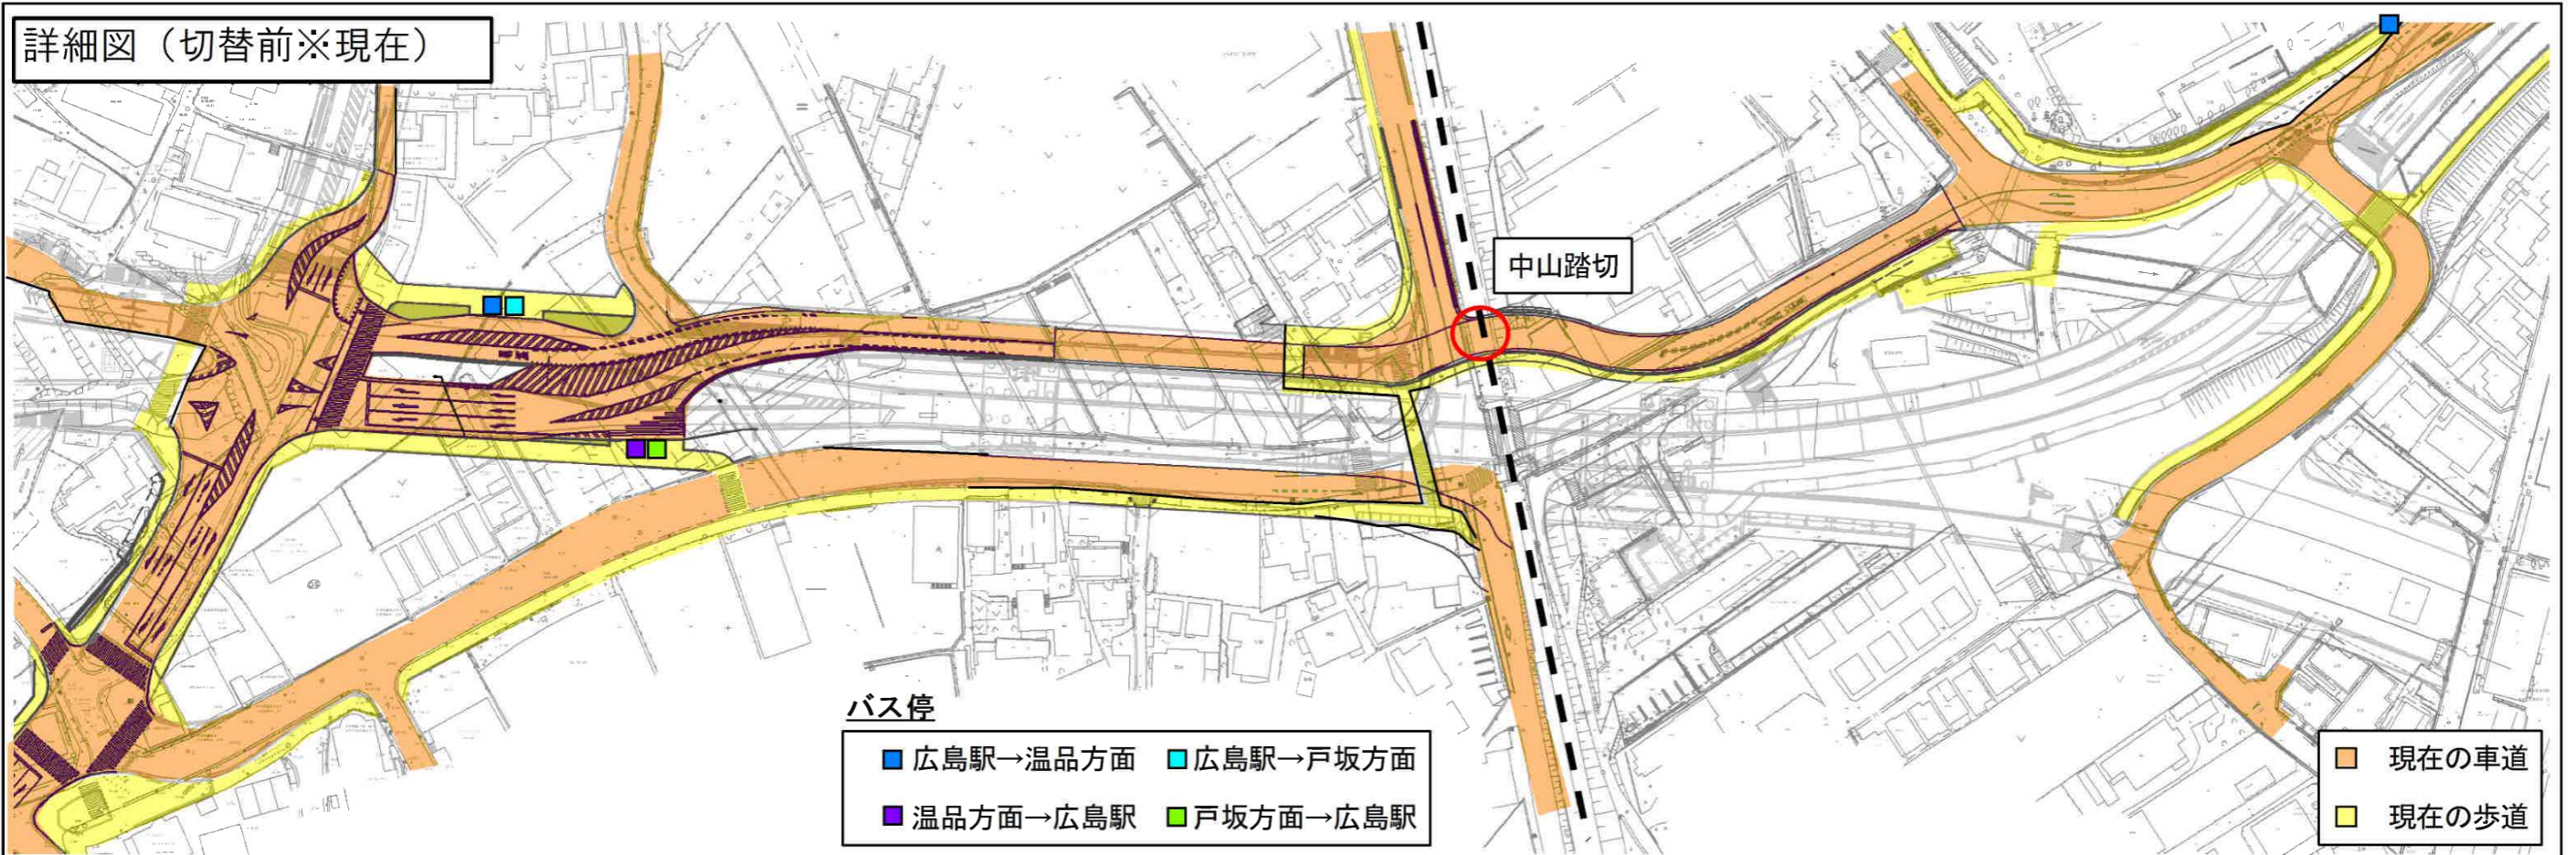 詳細図（切替前※現在）
中山踏切
バス停
広島駅→温品方面 広島駅→戸坂方面
温品方面→広島駅 戸坂方面→広島駅
現在の車道
現在の歩道